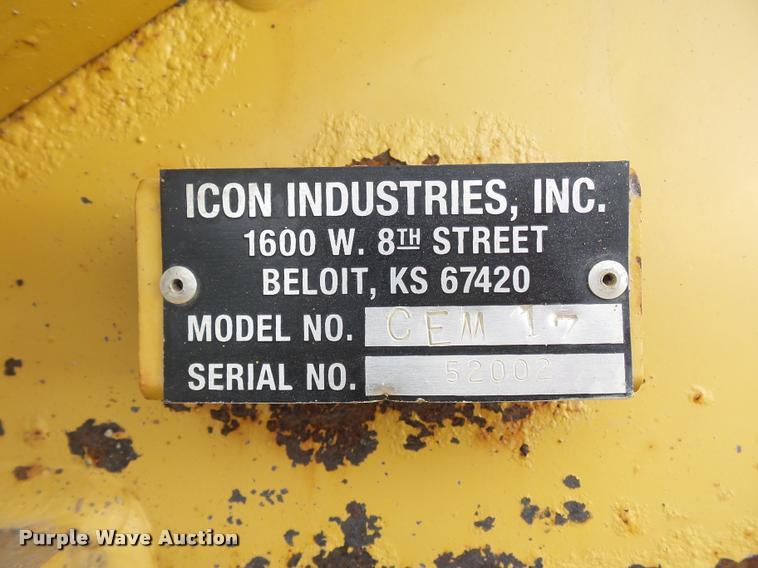 ICON INDUSTRIES, INC.
1600 W. 8TH STREET
BELOIT, KS 67420
MODEL NO. CEM 17
SERIAL NO. 52002
Purple Wave Auction